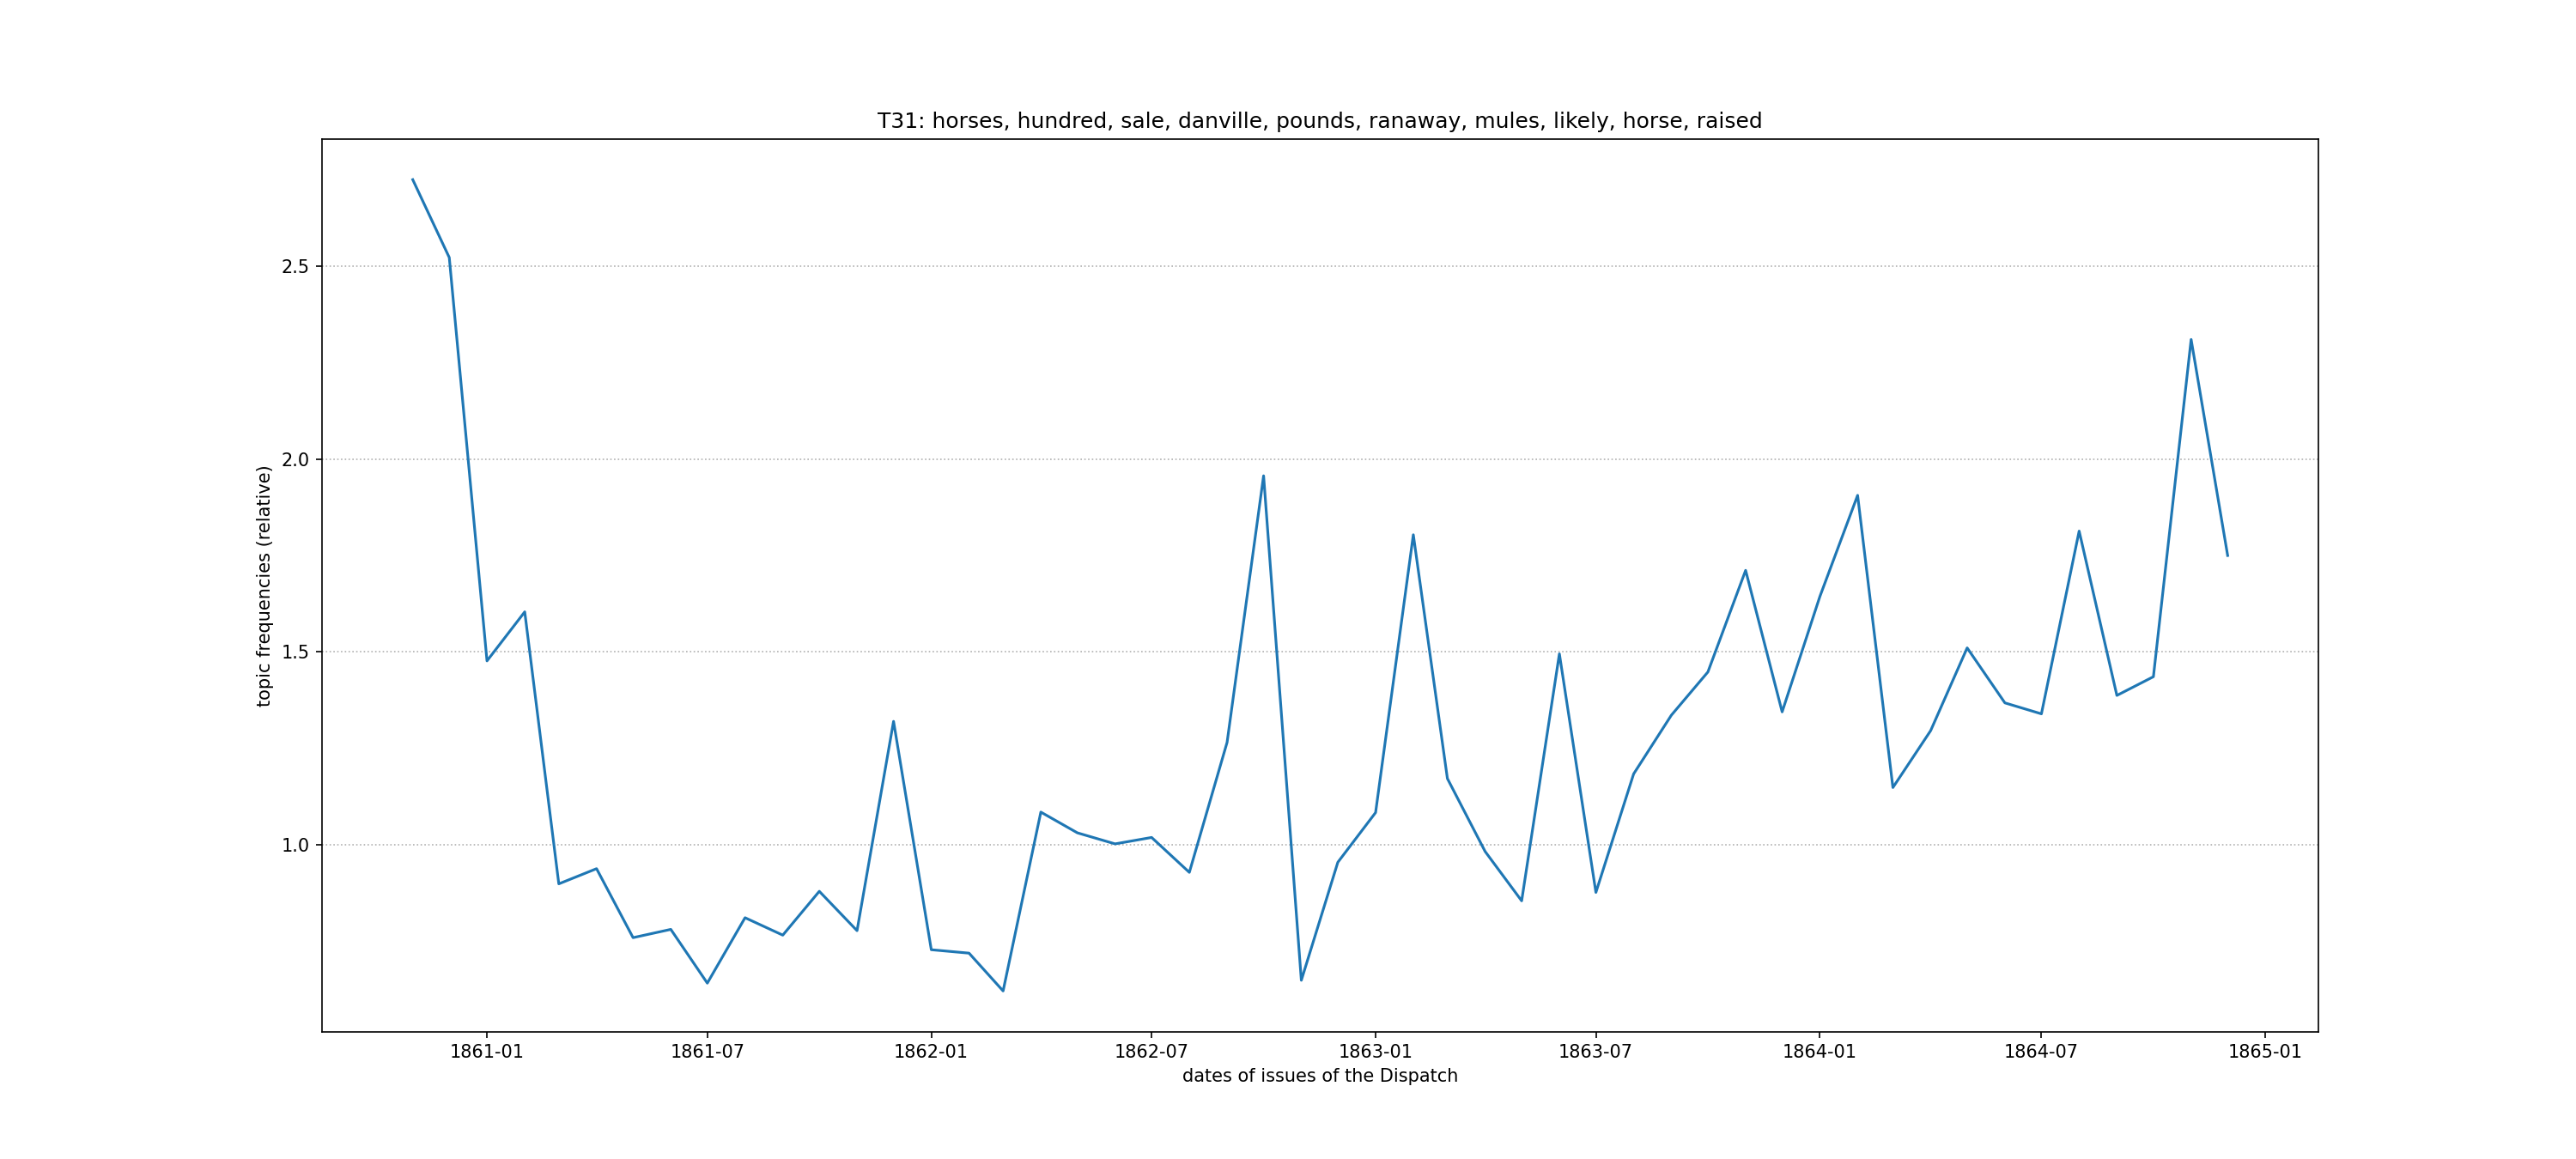 T31: horses, hundred, sale, danville, pounds, ranaway, mules, likely, horse, raised
topic frequencies (relative)
2.5
2.0
1.5
1.0
1861-01 1861-07 1862-01 1862-07 1863-01 1863-07 1864-01 1864-07 1865-01
dates of issues of the Dispatch